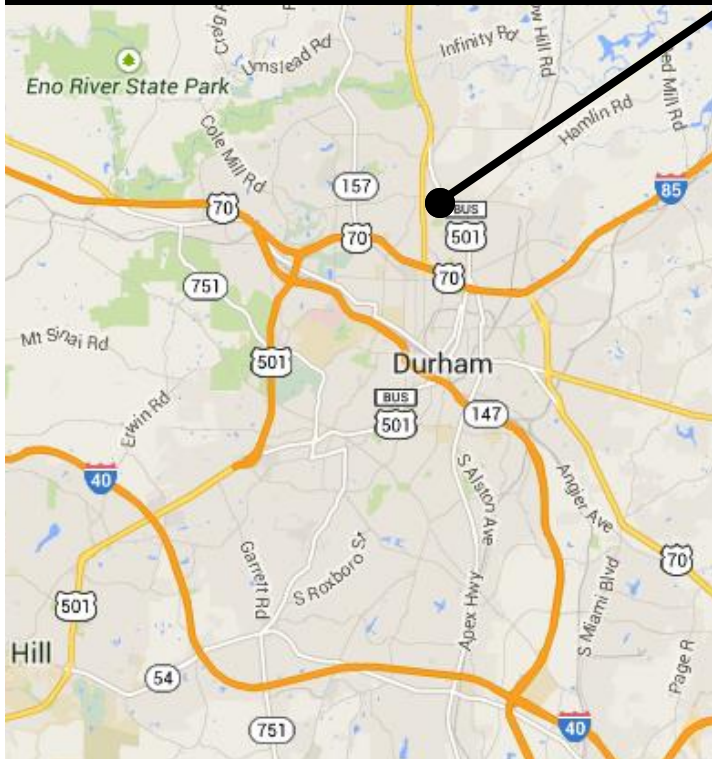 Umstead Rd
Infinity Rd
Eno River State Park
Hamlin Rd
Cole Mill Rd
157
85
70
BUS
501
70
70
751
Mt Sinai Rd
501
Durham
BUS
501
147
Erwin Rd
40
S Alston Ave
Angier Ave
70
Garrett Rd
S Roxboro St
501
Apex Hwy
S Miami Blvd
Hill
54
Page R
751
40